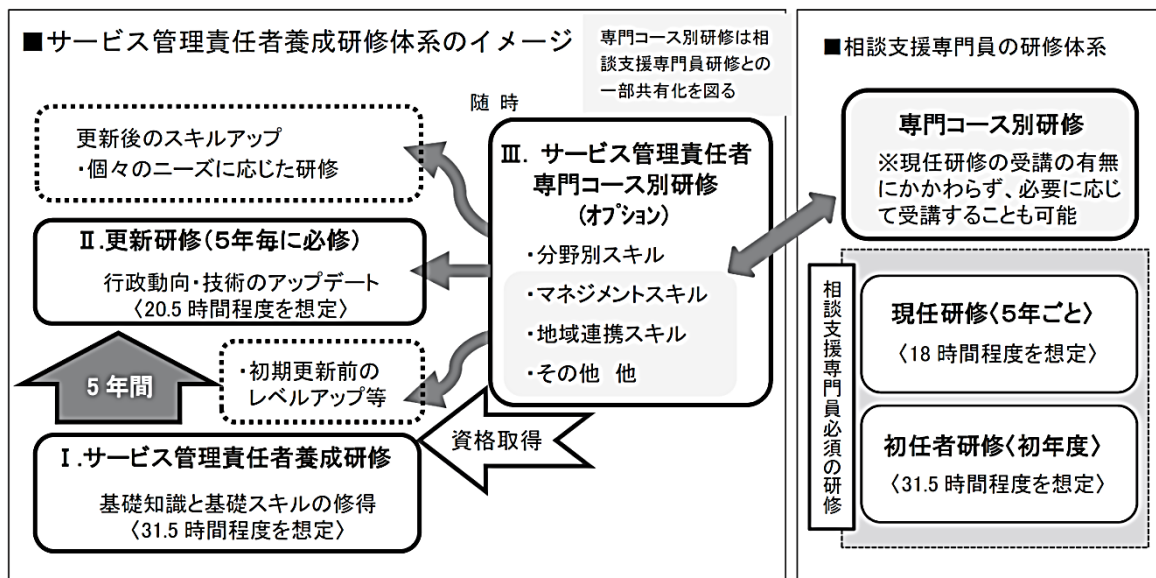 ■サービス管理責任者養成研修体系のイメージ
専門コース別研修は相
談支援専門員研修との
一部共有化を図る
随 時
更新後のスキルアップ
・個々のニーズに応じた研修
Ⅱ.更新研修(5年毎に必修)
行政動向・技術のアップデート
〈20.5 時間程度を想定〉
5 年間
・初期更新前の
レベルアップ等
Ⅰ.サービス管理責任者養成研修
基礎知識と基礎スキルの修得
〈31.5 時間程度を想定〉
資格取得
Ⅲ. サービス管理責任者
専門コース別研修
(オプション)
・分野別スキル
・マネジメントスキル
・地域連携スキル
・その他 他
■相談支援専門員の研修体系
専門コース別研修
※現任研修の受講の有無
にかかわらず、必要に応じ
て受講することも可能
相談支援専門員必須の研修
現任研修〈5年ごと〉
〈18 時間程度を想定〉
初任者研修〈初年度〉
〈31.5 時間程度を想定〉